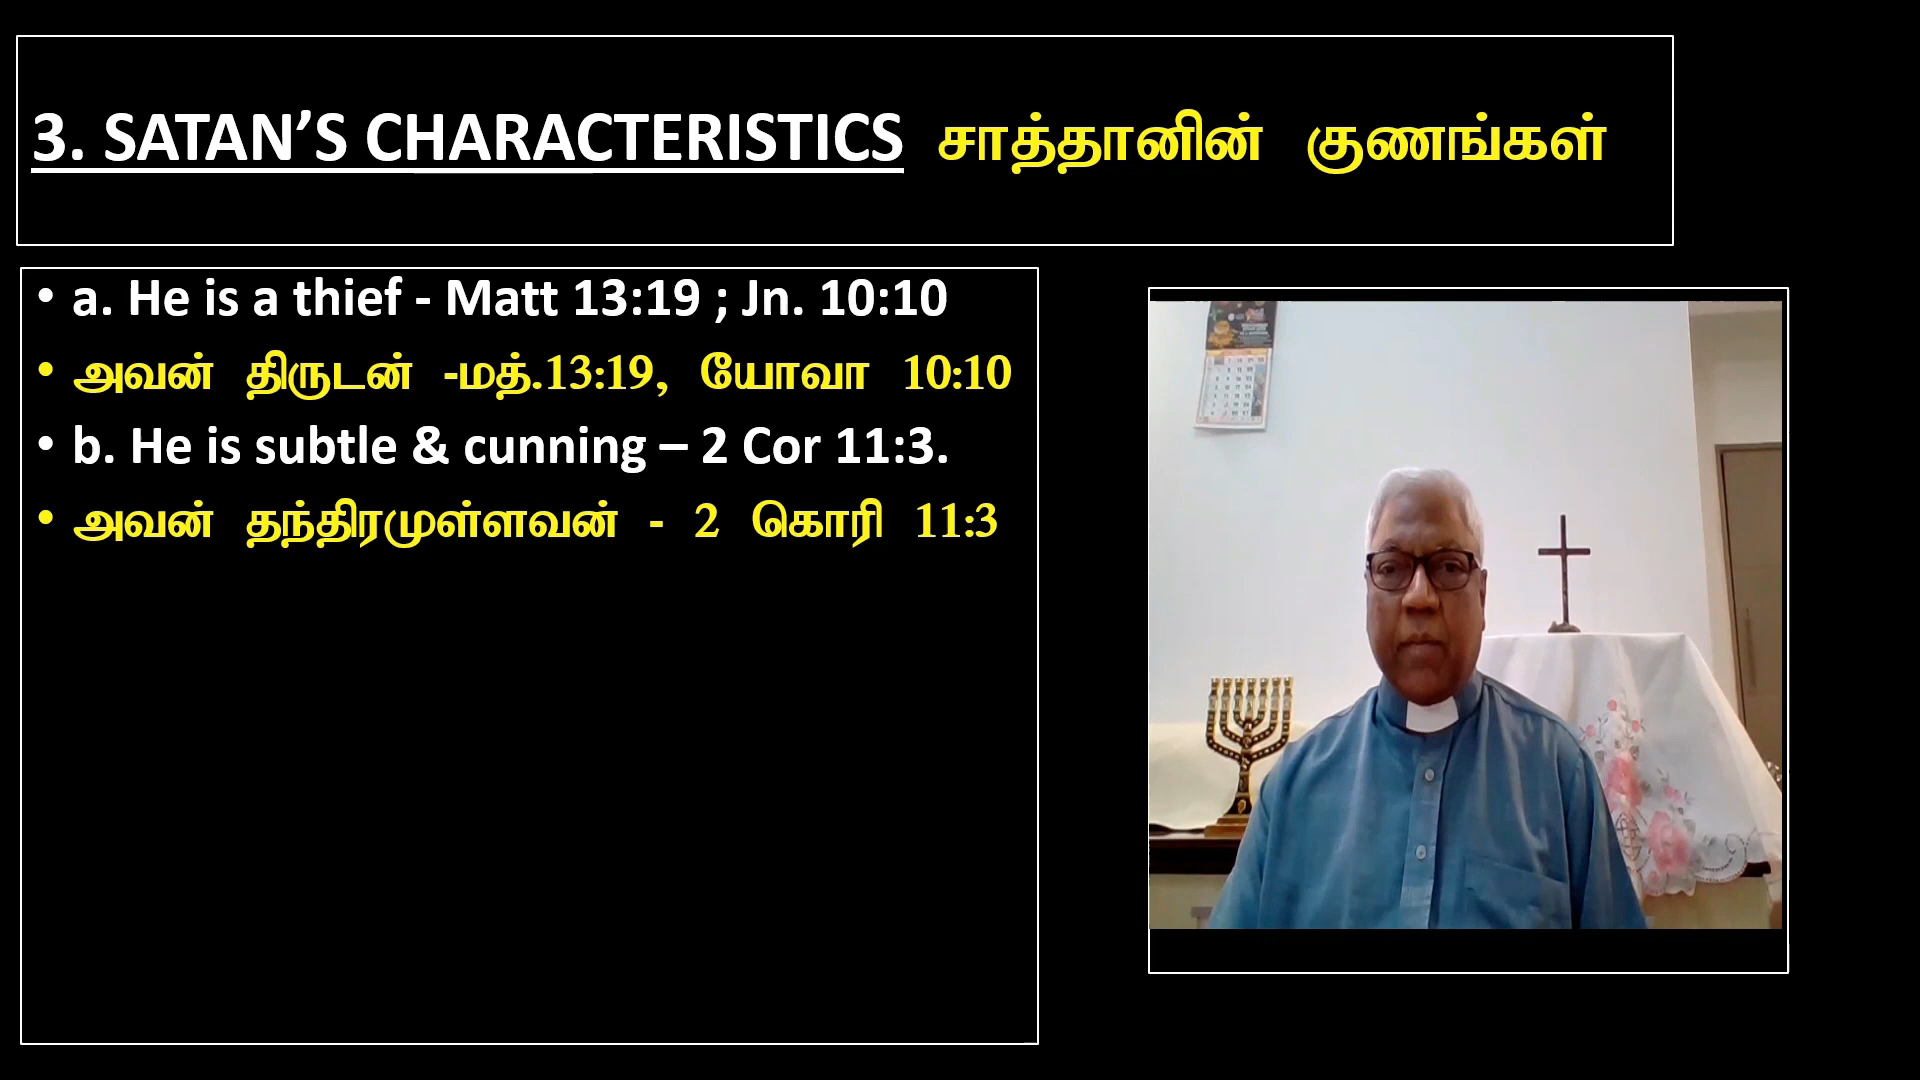 3. SATAN’S CHARACTERISTICS சாத்தானின் குணங்கள்
• a. He is a thief - Matt 13:19 ; Jn. 10:10
• அவன் திருடன் -மத்.13:19, யோவா 10:10
• b. He is subtle & cunning – 2 Cor 11:3.
• அவன் தந்திரமுள்ளவன் - 2 கொரி 11:3